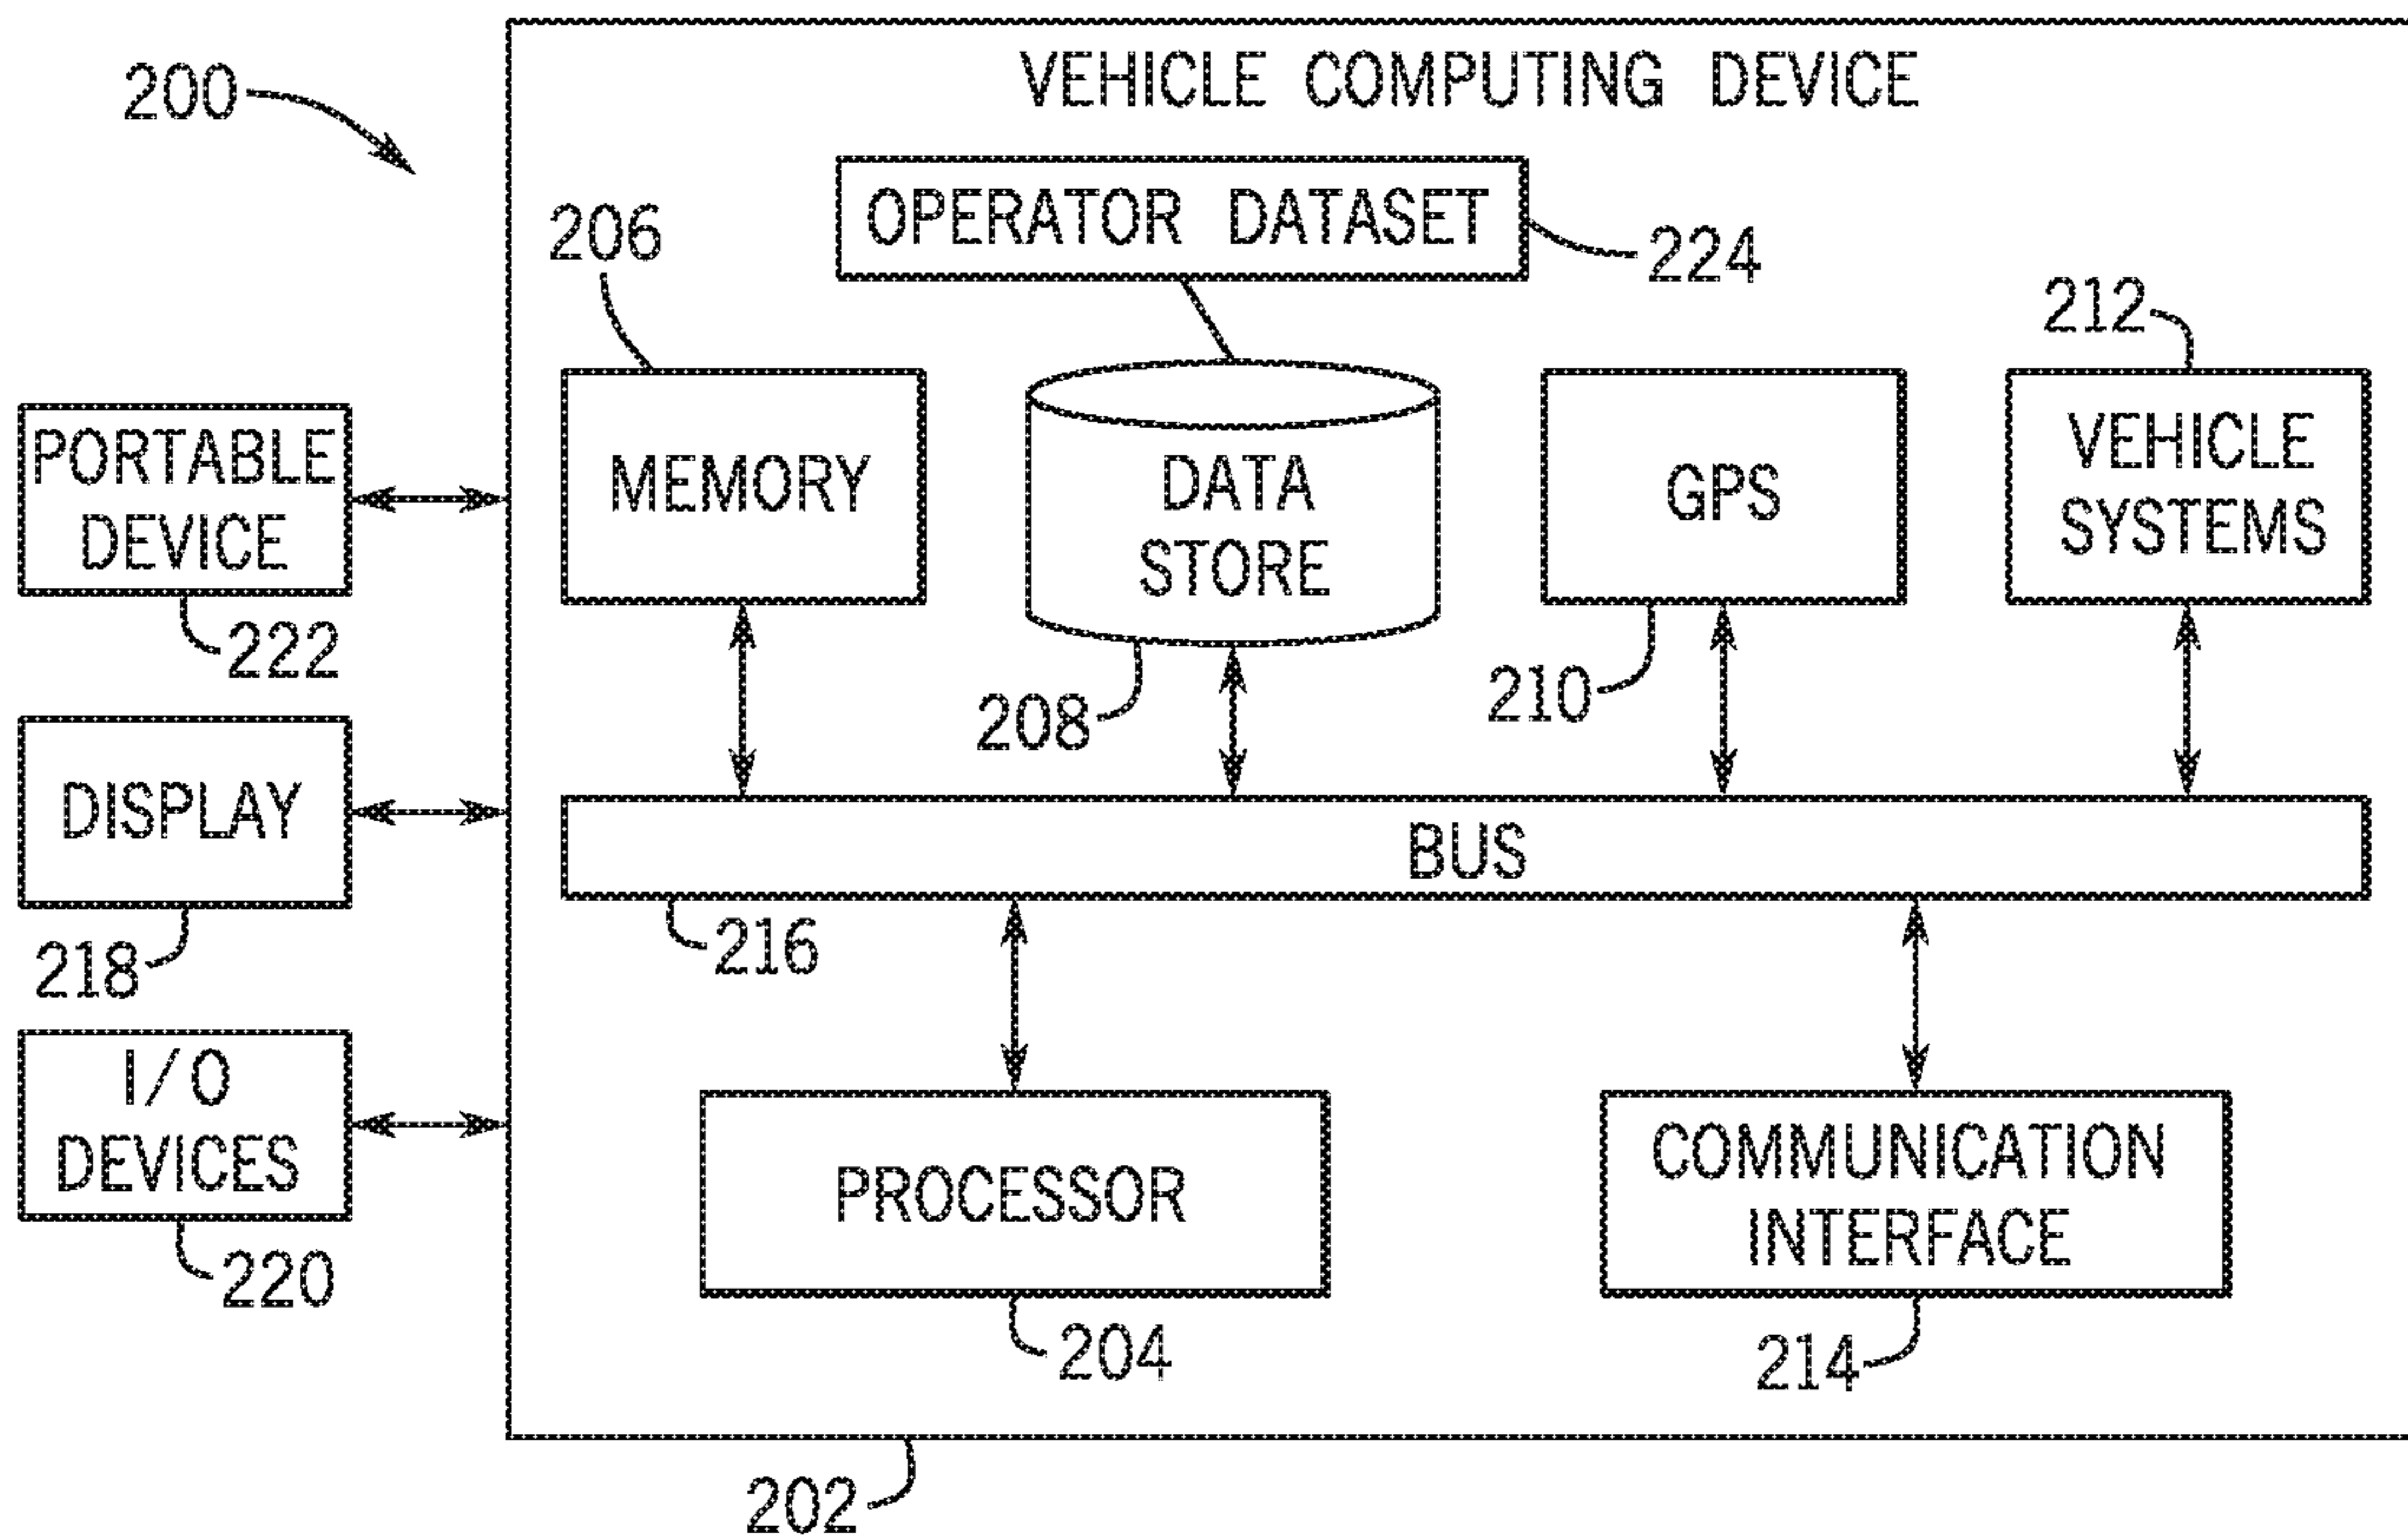 200
VEHICLE COMPUTING DEVICE
OPERATOR DATASET
224
206
212
MEMORY
DATA
STORE
GPS
VEHICLE
SYSTEMS
PORTABLE
DEVICE
222
208
210
DISPLAY
218
BUS
216
I/O
DEVICES
220
PROCESSOR
204
COMMUNICATION
INTERFACE
214
202